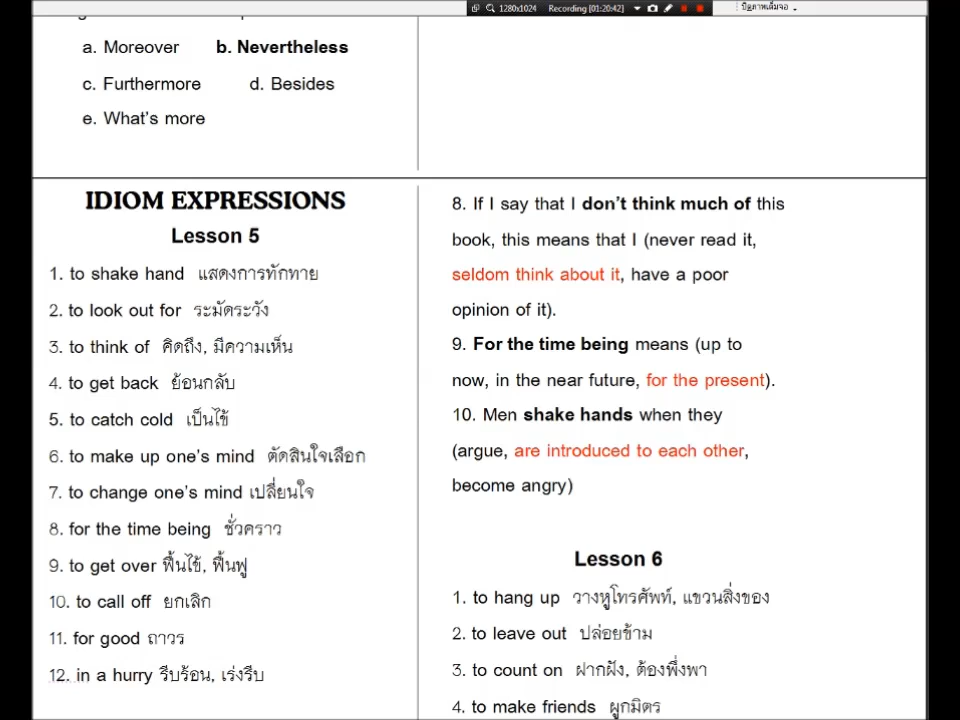 1280x1024 Recording [01:20:42]
a. Moreover b. Nevertheless
c. Furthermore d. Besides
e. What's more
IDIOM EXPRESSIONS
Lesson 5
1. to shake hand แสดงการทักทาย
2. to look out for ระมัดระวัง
3. to think of คิดถึง, มีความเห็น
4. to get back ย้อนกลับ
5. to catch cold เป็นไข้
6. to make up one's mind ตัดสินใจเลือก
7. to change one's mind เปลี่ยนใจ
8. for the time being ชั่วคราว
9. to get over ฟื้นไข้, ฟื้นฟู
10. to call off ยกเลิก
11. for good ถาวร
12. in a hurry รีบร้อน, เร่งรีบ
8. If I say that I don't think much of this
book, this means that I (never read it,
seldom think about it, have a poor
opinion of it).
9. For the time being means (up to
now, in the near future, for the present).
10. Men shake hands when they
(argue, are introduced to each other,
become angry)
Lesson 6
1. to hang up วางหูโทรศัพท์, แขวนสิ่งของ
2. to leave out ปล่อยข้าม
3. to count on ฝากฝัง, ต้องพึ่งพา
4. to make friends ผูกมิตร